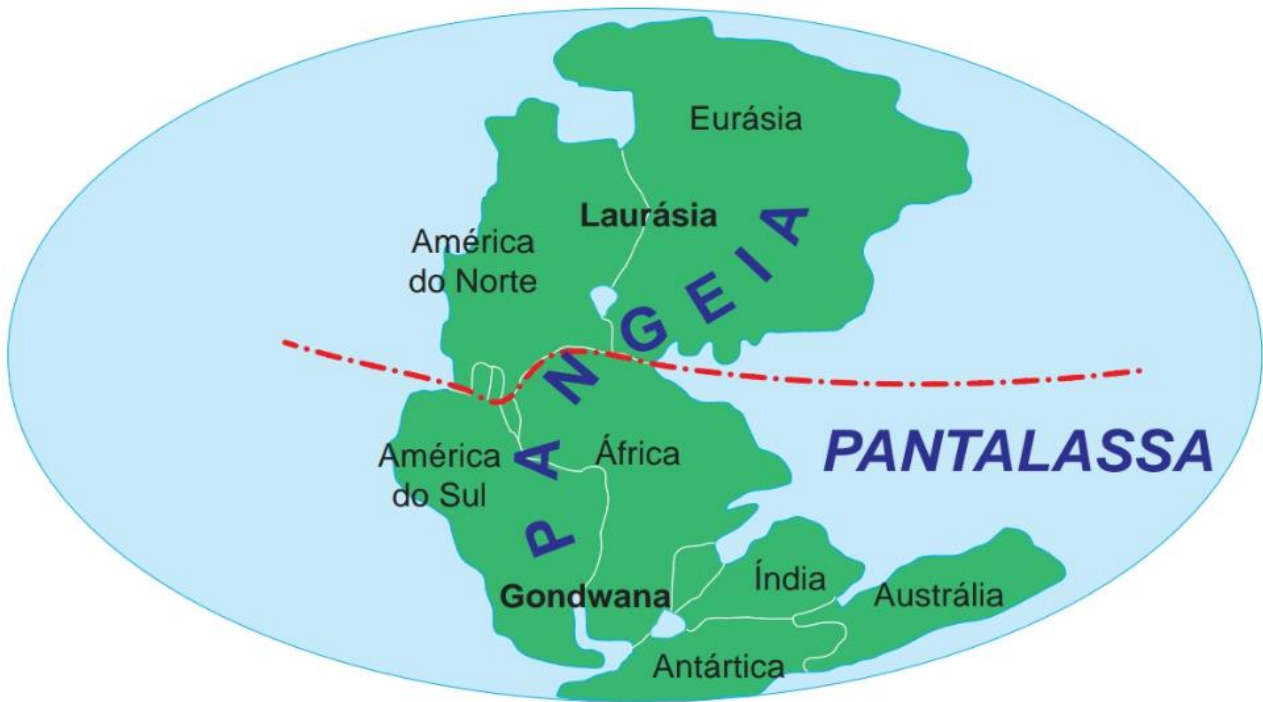 Eurásia
Laurásia
América
do Norte
PANGEIA
PANTALASSA
América
do Sul
África
Gondwana
Índia
Austrália
Antártica